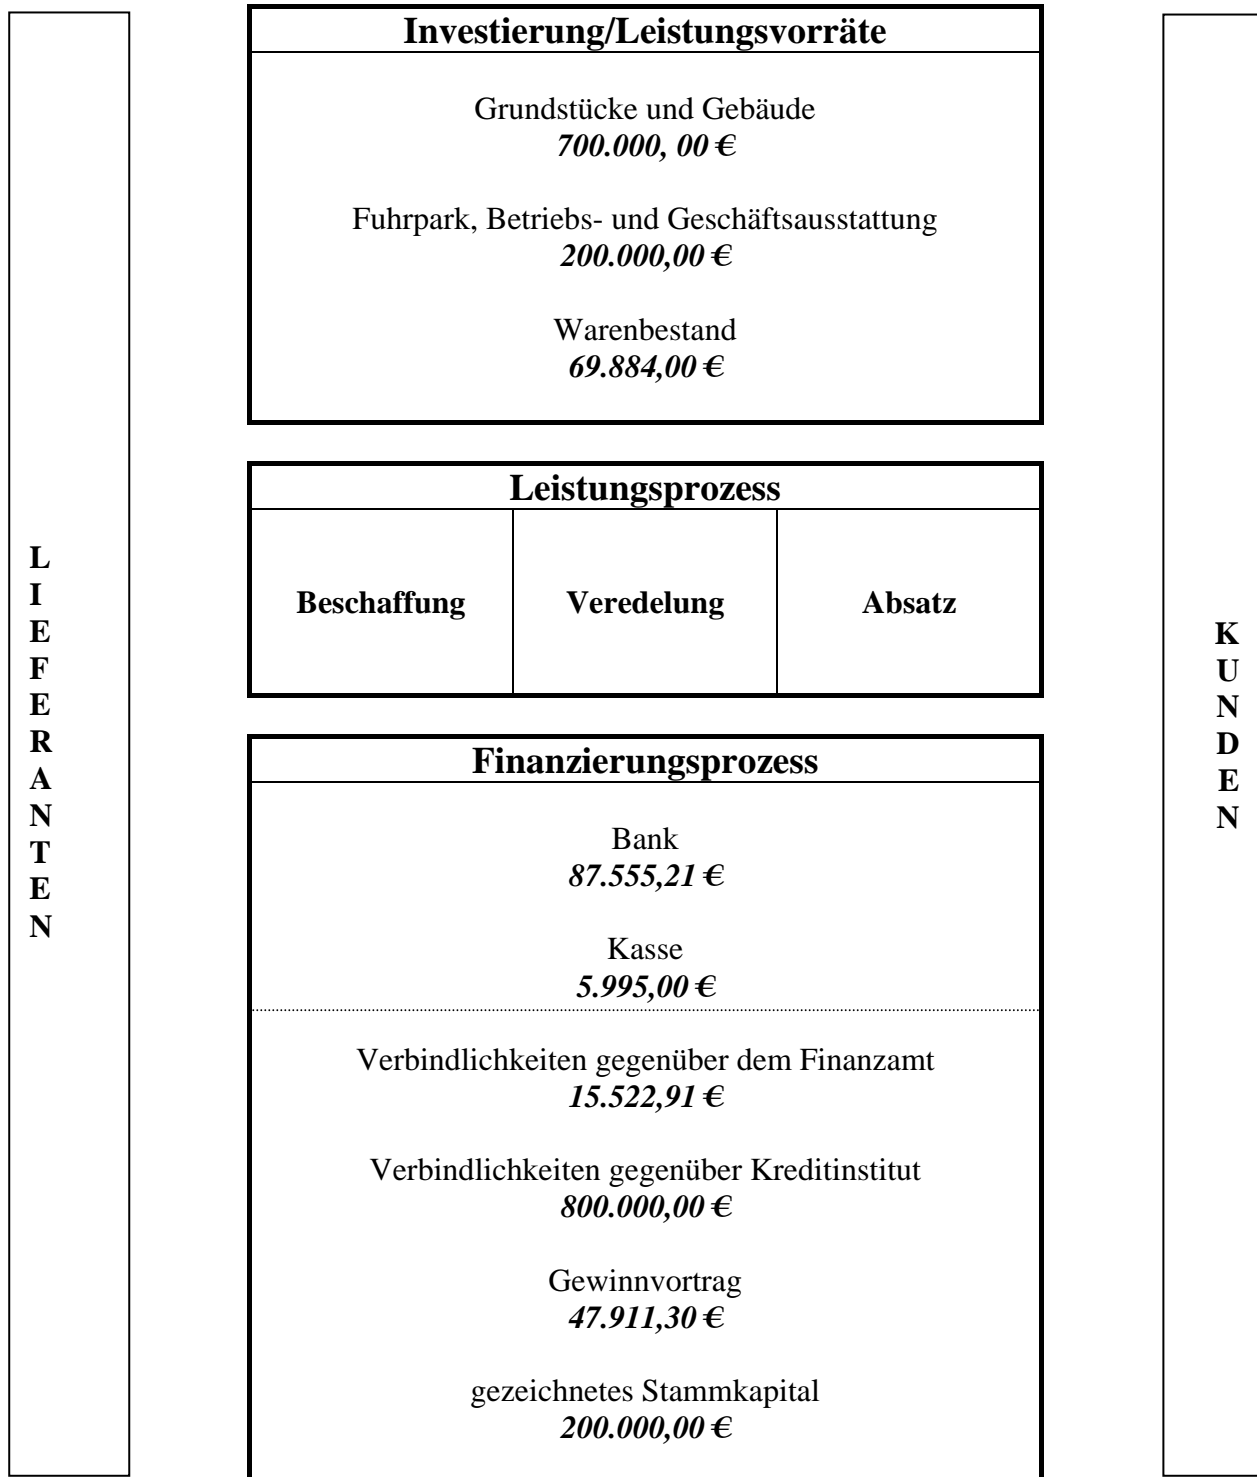 Investierung/Leistungsvorräte
Grundstücke und Gebäude
700.000, 00 €
Fuhrpark, Betriebs- und Geschäftsausstattung
200.000,00 €
Warenbestand
69.884,00 €
Leistungsprozess
Beschaffung
Veredelung
Absatz
Finanzierungsprozess
Bank
87.555,21 €
Kasse
5.995,00 €
Verbindlichkeiten gegenüber dem Finanzamt
15.522,91 €
Verbindlichkeiten gegenüber Kreditinstitut
800.000,00 €
Gewinnvortrag
47.911,30 €
gezeichnetes Stammkapital
200.000,00 €
L
I
E
F
E
R
A
N
T
E
N
K
U
N
D
E
N